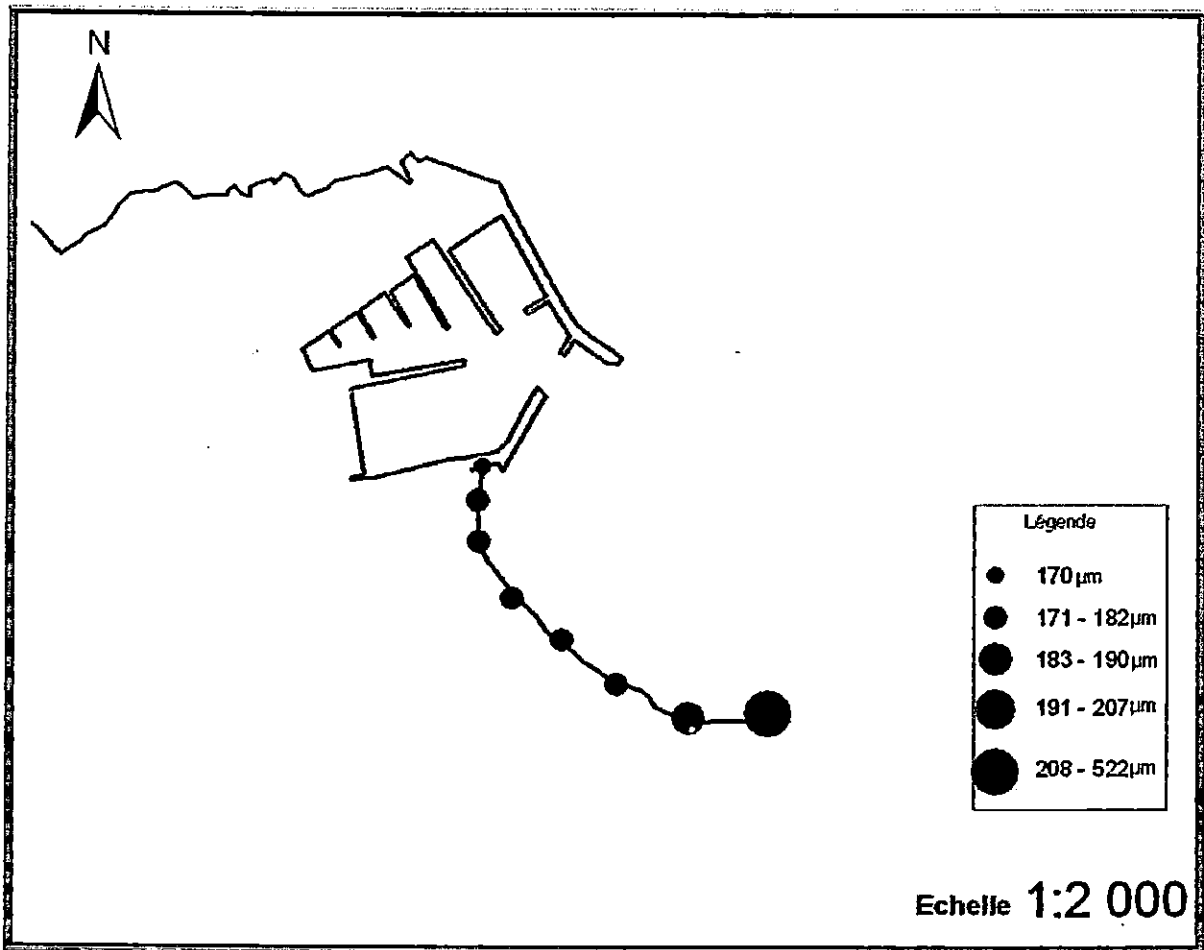 N
Légende
170µm
171 - 182µm
183 - 190µm
191 - 207µm
208 - 522µm
Echelle 1:2 000